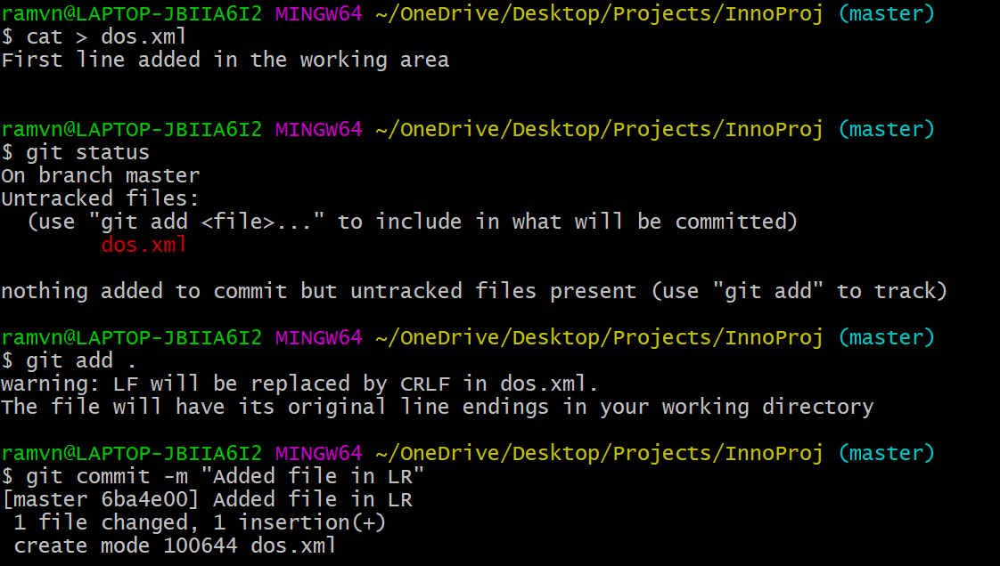 ramvn@LAPTOP-JBIIA6I2 MINGW64 ~/OneDrive/Desktop/Projects/InnoProj (master)
$ cat > dos.xml
First line added in the working area
ramvn@LAPTOP-JBIIA6I2 MINGW64 ~/OneDrive/Desktop/Projects/InnoProj (master)
$ git status
On branch master
Untracked files:
  (use "git add <file>..." to include in what will be committed)
        dos.xml
nothing added to commit but untracked files present (use "git add" to track)
ramvn@LAPTOP-JBIIA6I2 MINGW64 ~/OneDrive/Desktop/Projects/InnoProj (master)
$ git add .
warning: LF will be replaced by CRLF in dos.xml.
The file will have its original line endings in your working directory
ramvn@LAPTOP-JBIIA6I2 MINGW64 ~/OneDrive/Desktop/Projects/InnoProj (master)
$ git commit -m "Added file in LR"
[master 6ba4e00] Added file in LR
 1 file changed, 1 insertion(+)
 create mode 100644 dos.xml